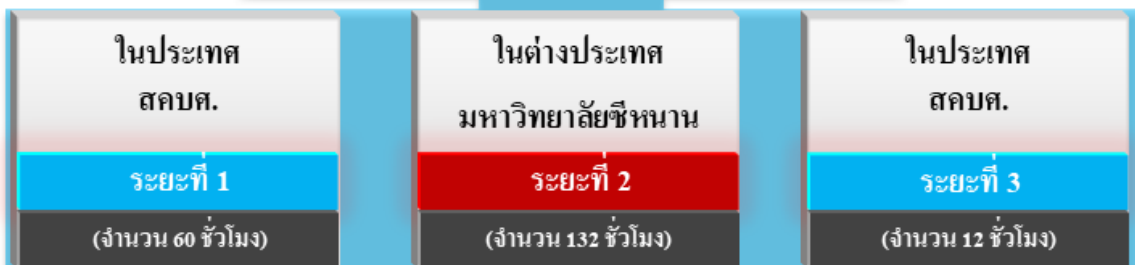 ในประเทศ
สคบศ.
ระยะที่ 1
(จำนวน 60 ชั่วโมง)
ในต่างประเทศ
มหาวิทยาลัยซีหนาน
ระยะที่ 2
(จำนวน 132 ชั่วโมง)
ในประเทศ
สคบศ.
ระยะที่ 3
(จำนวน 12 ชั่วโมง)